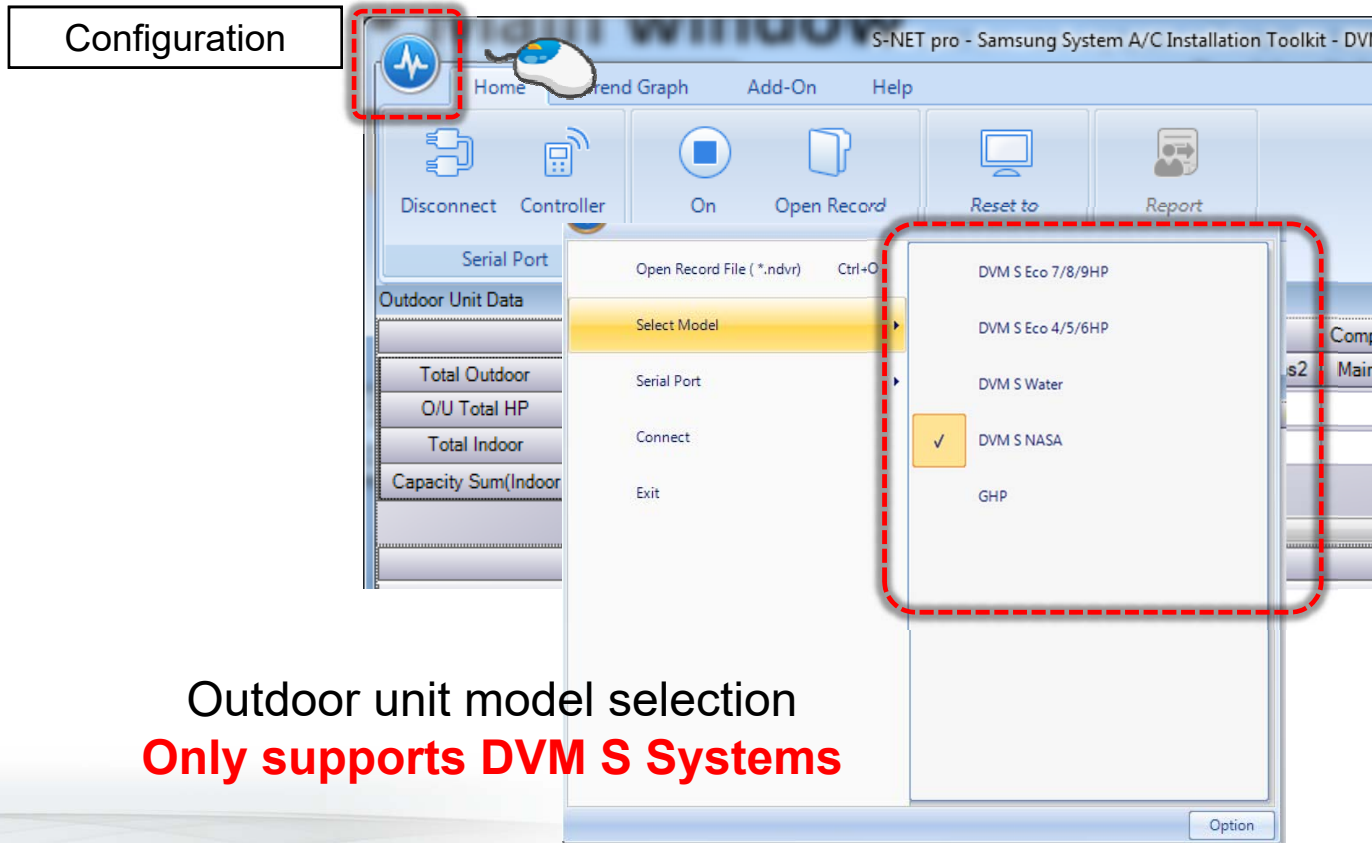 Configuration
Main window
S-NET pro - Samsung System A/C Installation Toolkit - DVM
Home
Trend Graph
Add-On
Help
Disconnect
Controller
On
Open Record
Reset to
Report
Serial Port
Open Record File ( *.ndvr)
Ctrl+O
Select Model
Serial Port
Connect
Exit
DVM S Eco 7/8/9HP
DVM S Eco 4/5/6HP
DVM S Water
DVM S NASA
GHP
Outdoor Unit Data
Comp
Total Outdoor
s2
Main
O/U Total HP
Total Indoor
Capacity Sum(Indoor
Outdoor unit model selection
Only supports DVM S Systems
Option